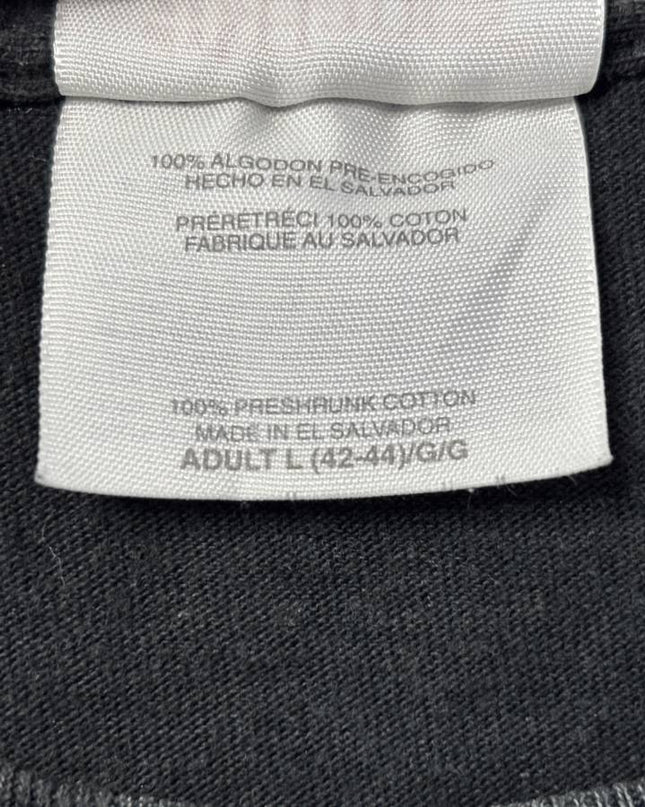 100% ALGODON PRE-ENCOGIDO
HECHO EN EL SALVADOR
PRÉRÉTRÉCI 100% COTON
FABRIQUE AU SALVADOR
100% PRESHRUNK COTTON
MADE IN EL SALVADOR
ADULT L (42-44)/G/G